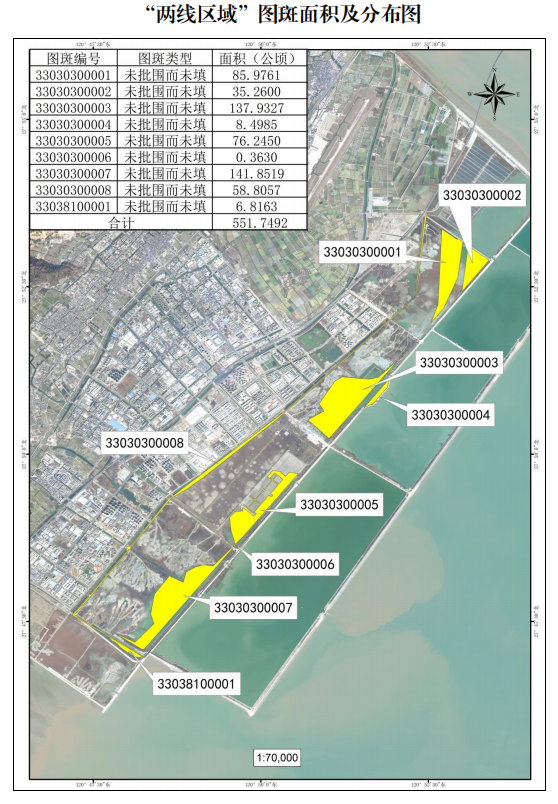 “两线区域”图斑面积及分布图
图斑编号 图斑类型 面积（公顷）
33030300001 未批围而未填 85.9761
33030300002 未批围而未填 35.2600
33030300003 未批围而未填 137.9327
33030300004 未批围而未填 8.4985
33030300005 未批围而未填 76.2450
33030300006 未批围而未填 0.3630
33030300007 未批围而未填 141.8519
33030300008 未批围而未填 58.8057
33038100001 未批围而未填 6.8163
合计 551.7492
N
W E
S
33030300002
33030300001
33030300003
33030300004
33030300008
33030300005
33030300006
33030300007
33038100001
1:70,000